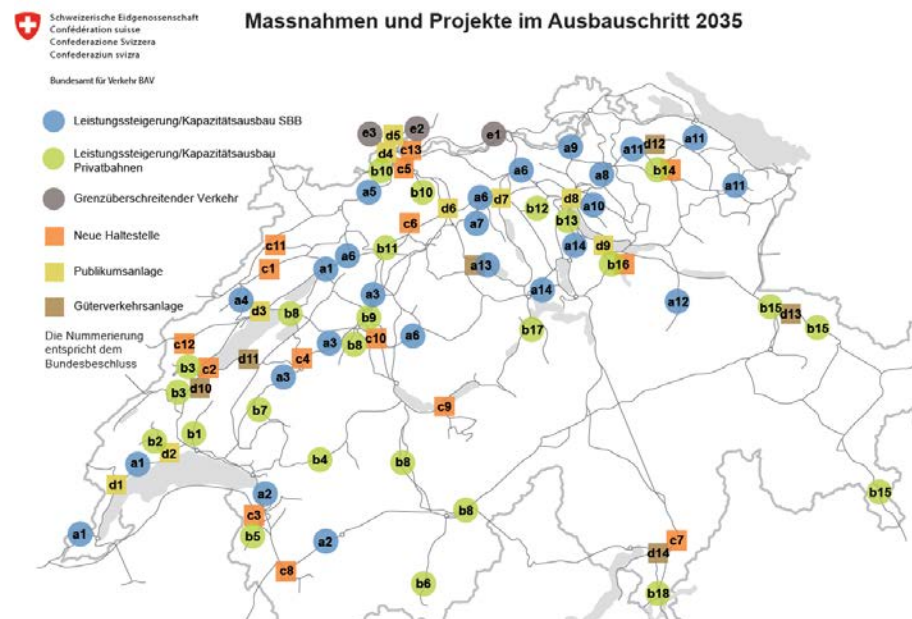 Schweizerische Eidgenossenschaft
Confédération suisse
Confederazione Svizzera
Confederaziun svizra
Bundesamt für Verkehr BAV
Massnahmen und Projekte im Ausbauschritt 2035
Leistungssteigerung/Kapazitätsausbau SBB
Leistungssteigerung/Kapazitätsausbau
Privatbahnen
Grenzüberschreitender Verkehr
Neue Haltestelle
Publikumsanlage
Güterverkehrsanlage
Die Nummerierung
entspricht dem
Bundesbeschluss
e3 d5 e2 e1
d4 c13 a9 a11 d12 a11
b10 c5 a6 a8 b14
a5 b10 a6 d7 d8 a11
d6 b12 a10
c6 a7 b13
c11 b11 a14 d9
c1 a1 a6 a13 b16
a4 a3 a14 a12
d3 b8 b9 b15 d13
c12 a3 b8 c10 a6 b17 b15
b3 c2 d11 c4
b3 d10 a3
b7 c9
b2 b1
a1 d2 b4 b8
d1 a2 b15
c3 b8
a1 b5 a2 c7
d14
c8 b6 b18